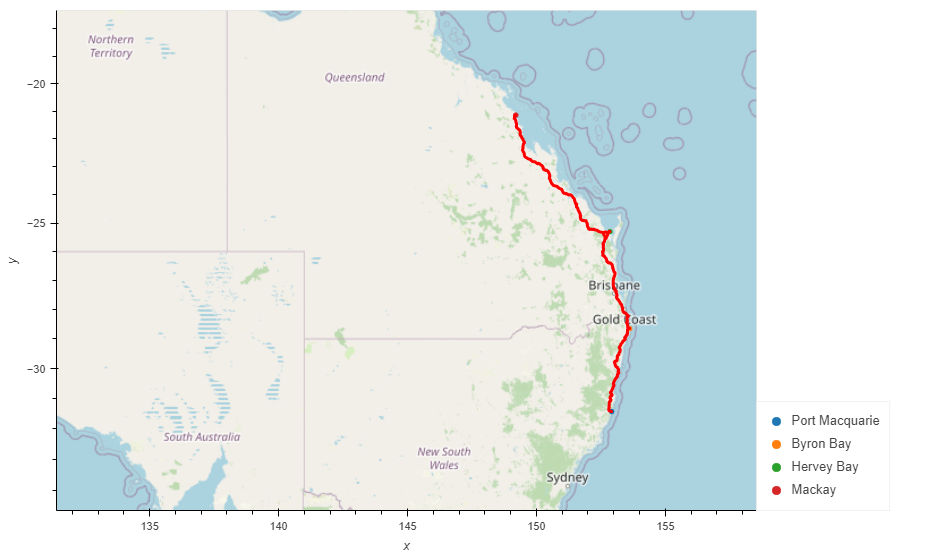 Northern
Territory
Queensland
−20
−25
Brisbane
Gold Coast
−30
South Australia
New South
Wales
Sydney
y
135
140
145
150
155
x
Port Macquarie
Byron Bay
Hervey Bay
Mackay